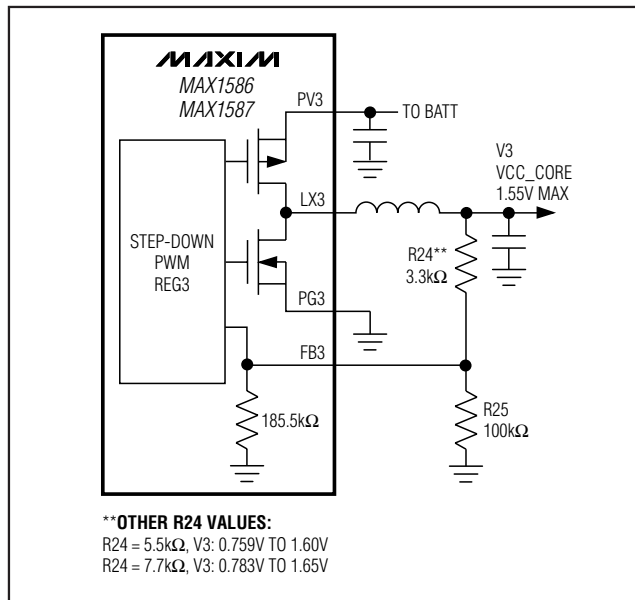 MAXIM
MAX1586
MAX1587
PV3
TO BATT
V3
VCC_CORE
1.55V MAX
LX3
STEP-DOWN
PWM
REG3
R24**
3.3kΩ
PG3
FB3
185.5kΩ
R25
100kΩ
**OTHER R24 VALUES:
R24 = 5.5kΩ, V3: 0.759V TO 1.60V
R24 = 7.7kΩ, V3: 0.783V TO 1.65V